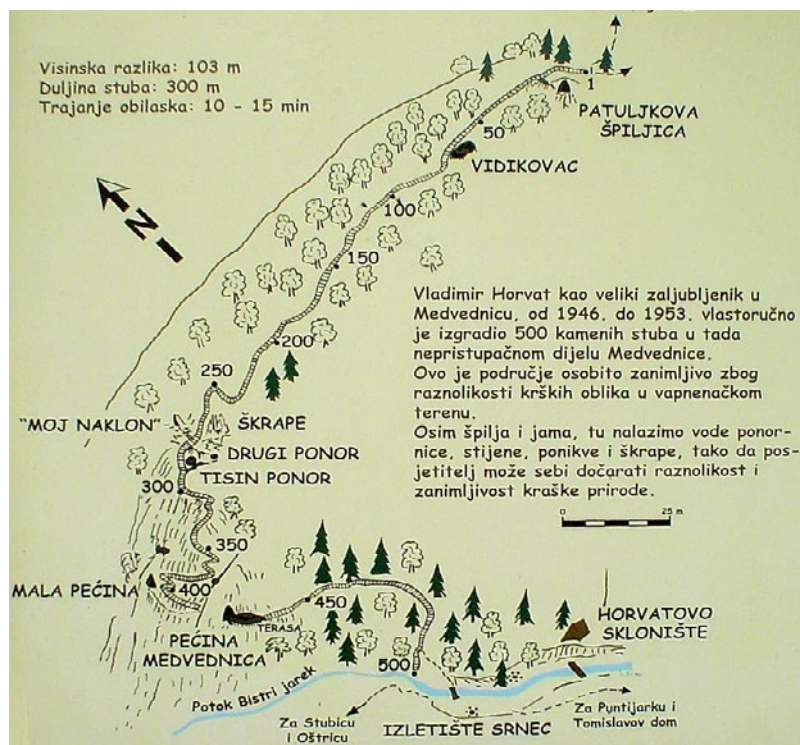 Visinska razlika: 103 m
Duljina stuba: 300 m
Trajanje obilaska: 10 - 15 min
1
PATULJKOVA
ŠPILJICA
50
VIDIKOVAC
100
N
150
Vladimir Horvat kao veliki zaljubljenik u
Medvednicu, od 1946. do 1953. vlastoručno
je izgradio 500 kamenih stuba u tada
nepristupačnom dijelu Medvednice.
Ovo je područje osobito zanimljivo zbog
raznolikosti krških oblika u vapnenačkom
terenu.
Osim špilja i jama, tu nalazimo vode ponor-
nice, stijene, ponikve i škrape, tako da pos-
jetitelj može sebi dočarati raznolikost i
zanimljivost kraške prirode.
200
250
"MOJ NAKLON"
ŠKRAPE
DRUGI PONOR
TISIN PONOR
300
0
25 m
350
MALA PEĆINA
400
450
TERASA
PEĆINA
MEDVEDNICA
HORVATOVO
SKLONIŠTE
500
Potok Bistri jarek
Za Stubicu
i Oštricu
IZLETIŠTE SRNEC
Za Puntijarku i
Tomislavov dom